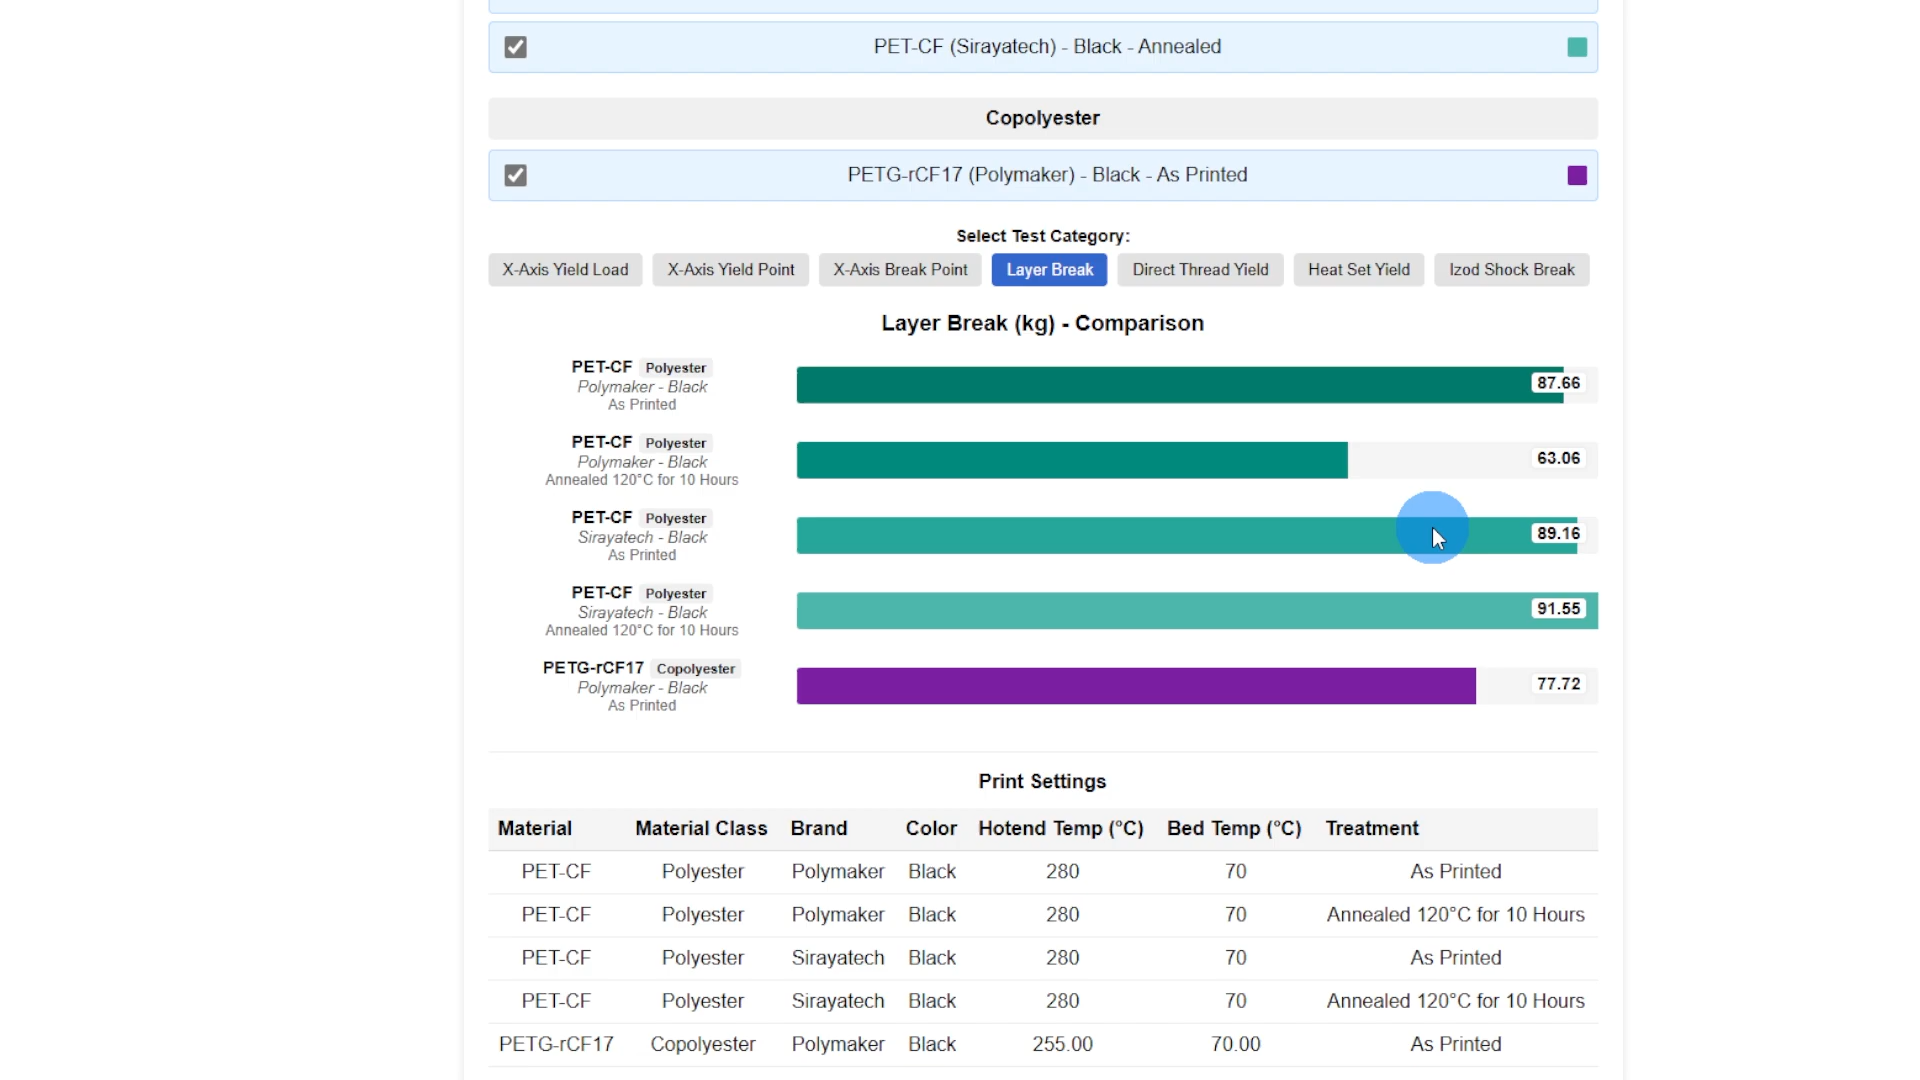 PET-CF (Sirayatech) - Black - Annealed
Copolyester
PETG-rCF17 (Polymaker) - Black - As Printed
Select Test Category:
X-Axis Yield Load X-Axis Yield Point X-Axis Break Point Layer Break Direct Thread Yield Heat Set Yield Izod Shock Break
Layer Break (kg) - Comparison
PET-CF Polyester
Polymaker - Black
As Printed
87.66
PET-CF Polyester
Polymaker - Black
Annealed 120°C for 10 Hours
63.06
PET-CF Polyester
Sirayatech - Black
As Printed
89.16
PET-CF Polyester
Sirayatech - Black
Annealed 120°C for 10 Hours
91.55
PETG-rCF17 Copolyester
Polymaker - Black
As Printed
77.72
Print Settings
Material Material Class Brand Color Hotend Temp (°C) Bed Temp (°C) Treatment
PET-CF Polyester Polymaker Black 280 70 As Printed
PET-CF Polyester Polymaker Black 280 70 Annealed 120°C for 10 Hours
PET-CF Polyester Sirayatech Black 280 70 As Printed
PET-CF Polyester Sirayatech Black 280 70 Annealed 120°C for 10 Hours
PETG-rCF17 Copolyester Polymaker Black 255.00 70.00 As Printed